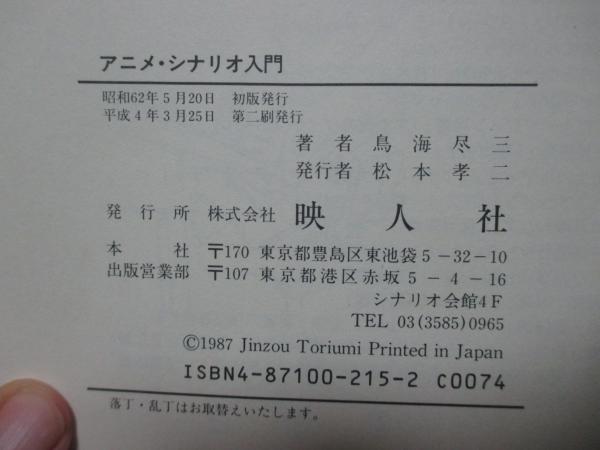 アニメ・シナリオ入門
昭和62年5月20日 初版発行
平成4年3月25日 第二刷発行
著者 鳥海尽三
発行者 松本孝二
発行所 株式会社 映人社
本社 〒170 東京都豊島区東池袋5-32-10
出版営業部 〒107 東京都港区赤坂5-4-16
シナリオ会館4F
TEL 03(3585)0965
©1987 Jinzou Toriumi Printed in Japan
ISBN4-87100-215-2 C0074
落丁・乱丁はお取替えいたします。